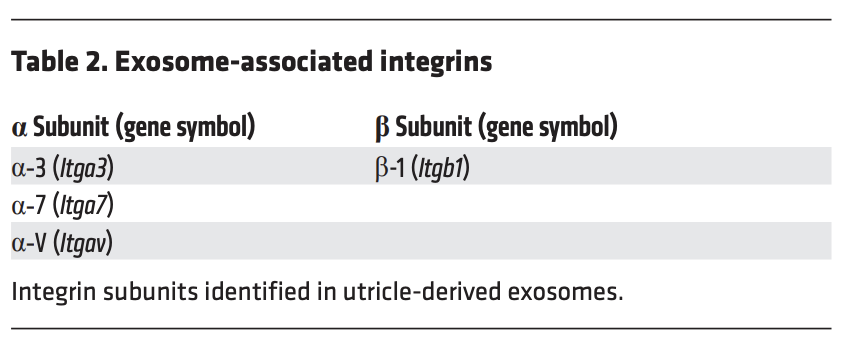 Table 2. Exosome-associated integrins
α Subunit (gene symbol) β Subunit (gene symbol)
α-3 (Itga3) β-1 (Itgb1)
α-7 (Itga7)
α-V (Itgav)
Integrin subunits identified in utricle-derived exosomes.